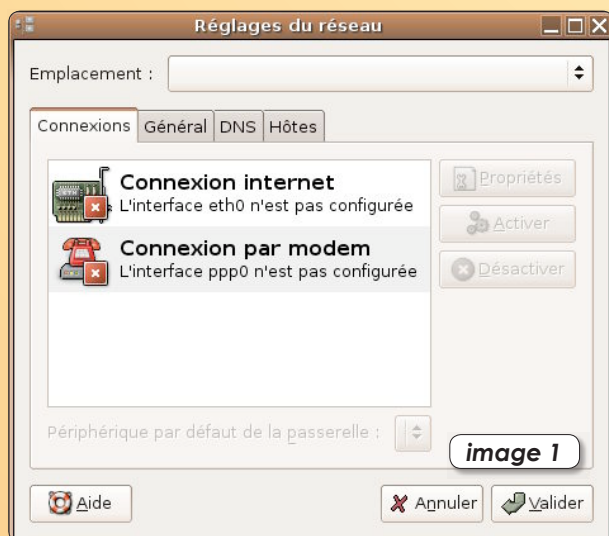 Réglages du réseau
Emplacement :
Connexions Général DNS Hôtes
Connexion internet
L'interface eth0 n'est pas configurée
Connexion par modem
L'interface ppp0 n'est pas configurée
Propriétés
Activer
Désactiver
Périphérique par défaut de la passerelle :
image 1
Aide
Annuler
Valider